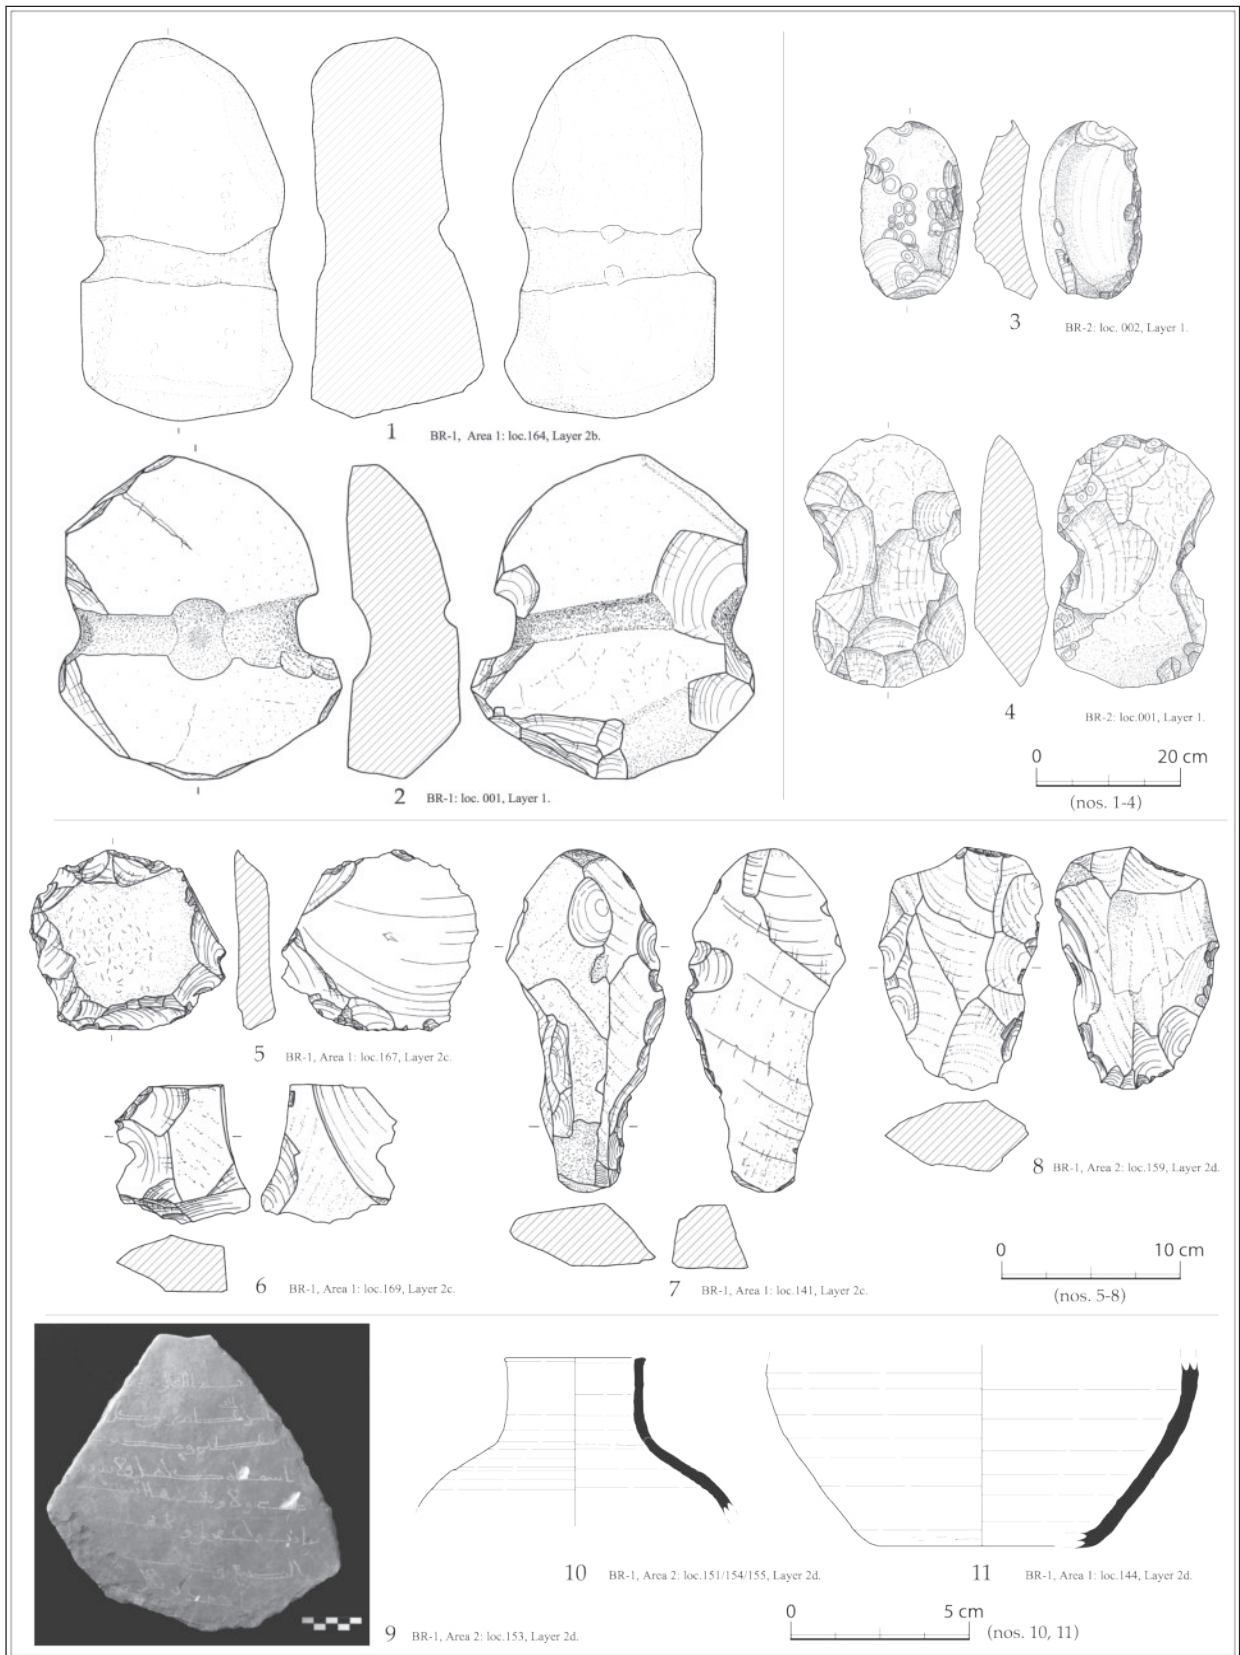 1 BR-1, Area 1: loc.164, Layer 2b.
2 BR-1: loc. 001, Layer 1.
3 BR-2: loc. 002, Layer 1.
4 BR-2: loc.001, Layer 1.
0 20 cm
(nos. 1-4)
5 BR-1, Area 1: loc.167, Layer 2c.
6 BR-1, Area 1: loc.169, Layer 2c.
7 BR-1, Area 1: loc.141, Layer 2c.
8 BR-1, Area 2: loc.159, Layer 2d.
0 10 cm
(nos. 5-8)
9 BR-1, Area 2: loc.153, Layer 2d.
10 BR-1, Area 2: loc.151/154/155, Layer 2d.
11 BR-1, Area 1: loc.144, Layer 2d.
0 5 cm
(nos. 10, 11)